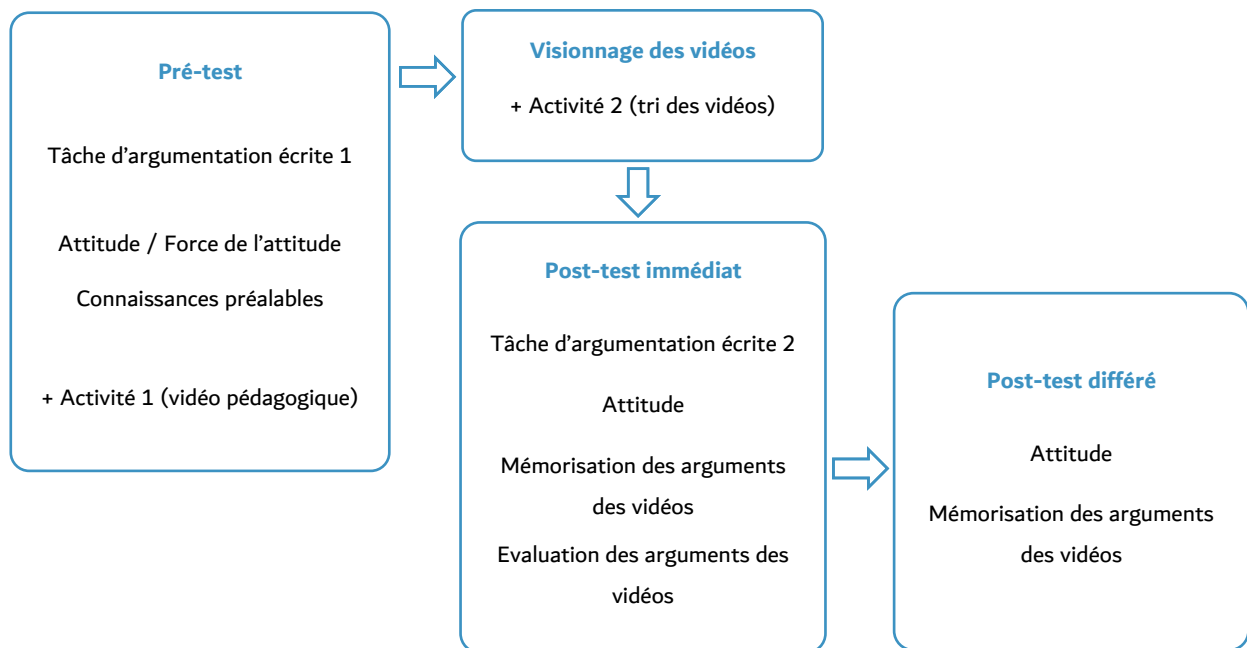 Pré-test
Tâche d'argumentation écrite 1
Attitude / Force de l'attitude
Connaissances préalables
+ Activité 1 (vidéo pédagogique)
Visionnage des vidéos
+ Activité 2 (tri des vidéos)
Post-test immédiat
Tâche d'argumentation écrite 2
Attitude
Mémorisation des arguments
des vidéos
Evaluation des arguments des
vidéos
Post-test différé
Attitude
Mémorisation des arguments
des vidéos